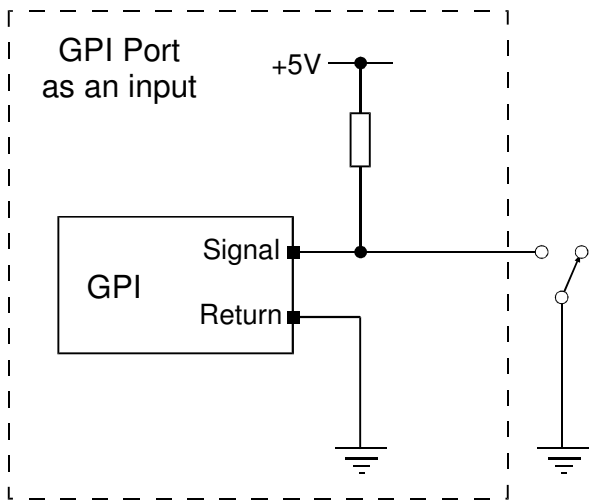 GPI Port
as an input
+5V
Signal
GPI
Return